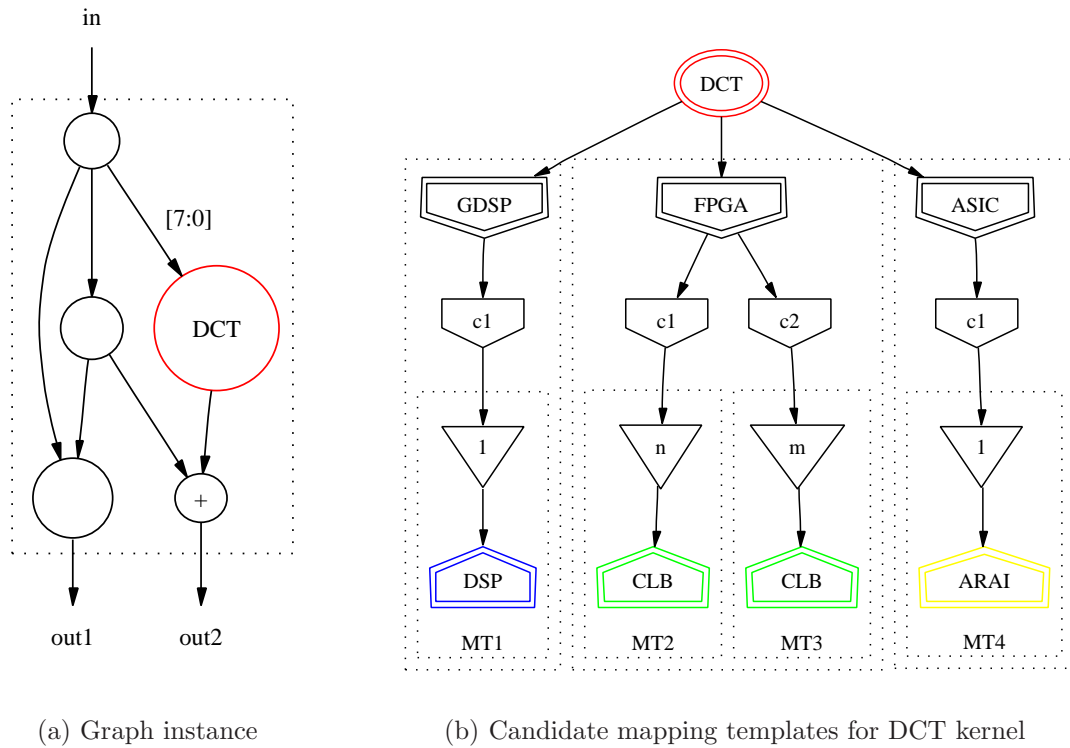 in
[7:0]
DCT
+
out1 out2
(a) Graph instance
DCT
GDSP FPGA ASIC
c1 c1 c2 c1
1 n m 1
DSP CLB CLB ARAI
MT1 MT2 MT3 MT4
(b) Candidate mapping templates for DCT kernel